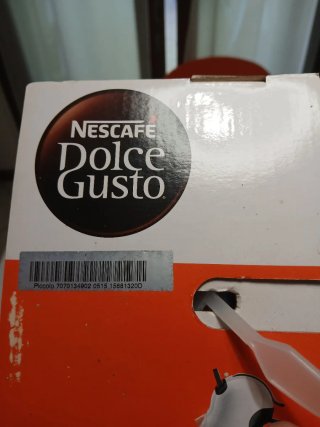 NESCAFÉ
Dolce
Gusto
Piccolo 7070134902 0515 15681320D